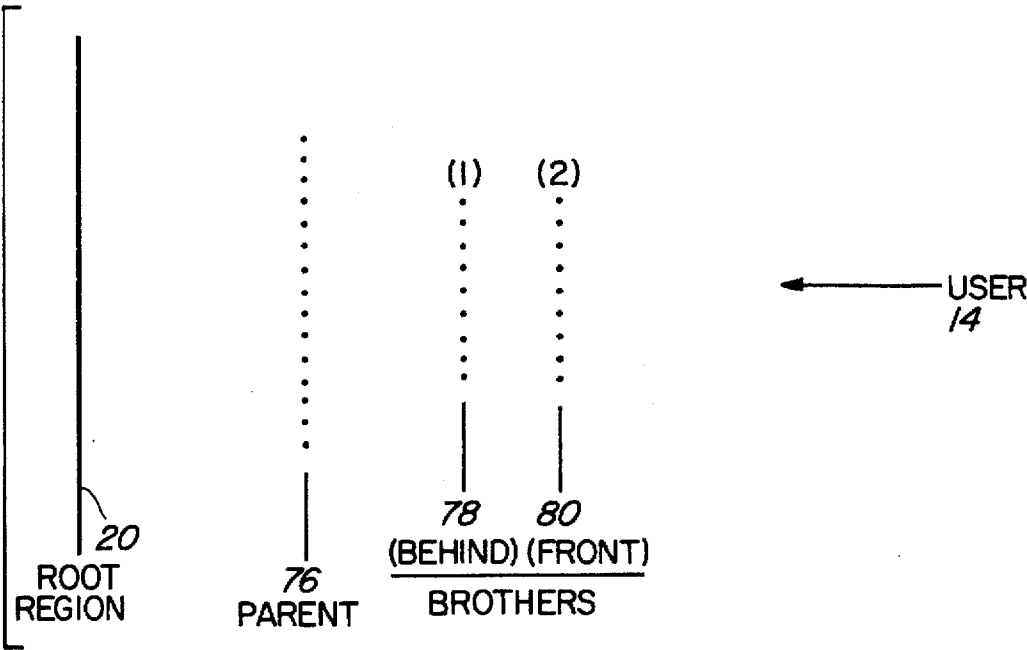 (1) (2)
USER
14
20
ROOT
REGION
76
PARENT
78 80
(BEHIND) (FRONT)
BROTHERS